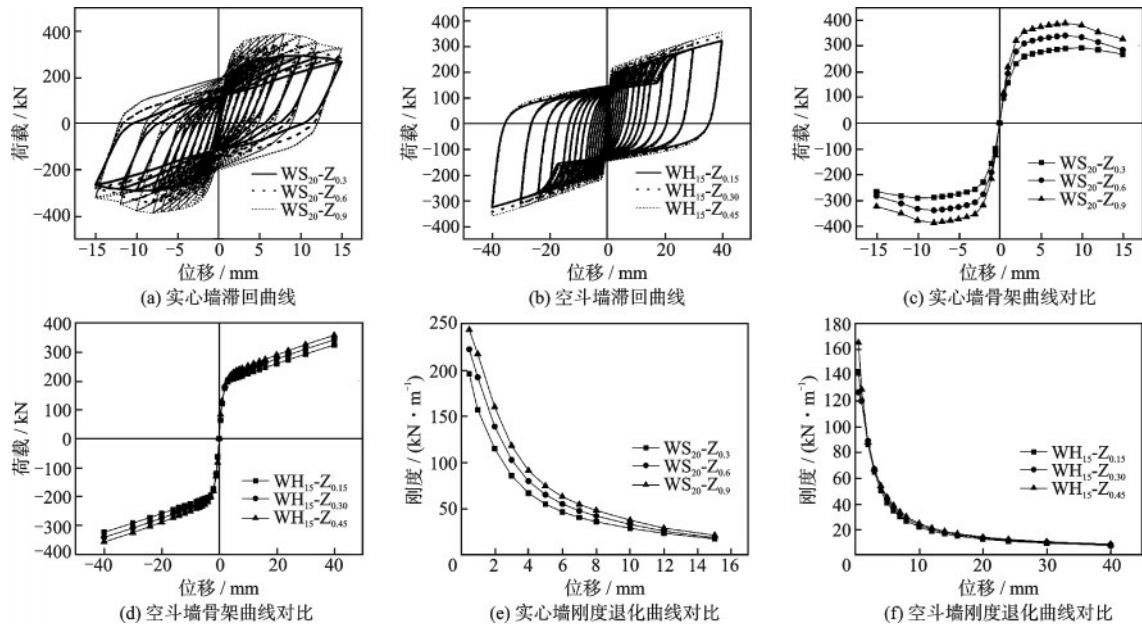 500
400
200
0
−200
−400
荷载 / kN
−15 −10 −5 0 5 10 15
位移 / mm
WS₂₀-Z₀.₃
WS₂₀-Z₀.₆
WS₂₀-Z₀.₉
(a) 实心墙滞回曲线
400
300
200
100
0
−100
−200
−300
−400
荷载 / kN
−40 −20 0 20 40
位移 / mm
WH₁₅-Z₀.₁₅
WH₁₅-Z₀.₃₀
WH₁₅-Z₀.₄₅
(b) 空斗墙滞回曲线
400
300
200
100
0
−100
−200
−300
−400
荷载 / kN
−15 −10 −5 0 5 10 15
位移 / mm
WS₂₀-Z₀.₃
WS₂₀-Z₀.₆
WS₂₀-Z₀.₉
(c) 实心墙骨架曲线对比
400
300
200
100
0
−100
−200
−300
−400
荷载 / kN
−40 −20 0 20 40
位移 / mm
WH₁₅-Z₀.₁₅
WH₁₅-Z₀.₃₀
WH₁₅-Z₀.₄₅
(d) 空斗墙骨架曲线对比
250
200
150
100
50
0
刚度 / (kN·m⁻¹)
2 4 6 8 10 12 14 16
位移 / mm
WS₂₀-Z₀.₃
WS₂₀-Z₀.₆
WS₂₀-Z₀.₉
(e) 实心墙刚度退化曲线对比
180
160
140
120
100
80
60
40
20
刚度 / (kN·m⁻¹)
0 10 20 30 40
位移 / mm
WH₁₅-Z₀.₁₅
WH₁₅-Z₀.₃₀
WH₁₅-Z₀.₄₅
(f) 空斗墙刚度退化曲线对比